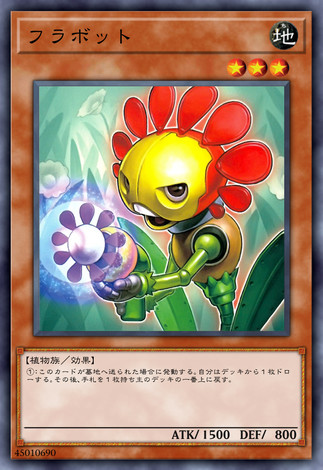 フラボット
地
【植物族／効果】
①：このカードが墓地へ送られた場合に発動する。自分はデッキから１枚ドロ
ーする。その後、手札を１枚持ち主のデッキの一番上に戻す。
ATK/ 1500 DEF/ 800
45010690